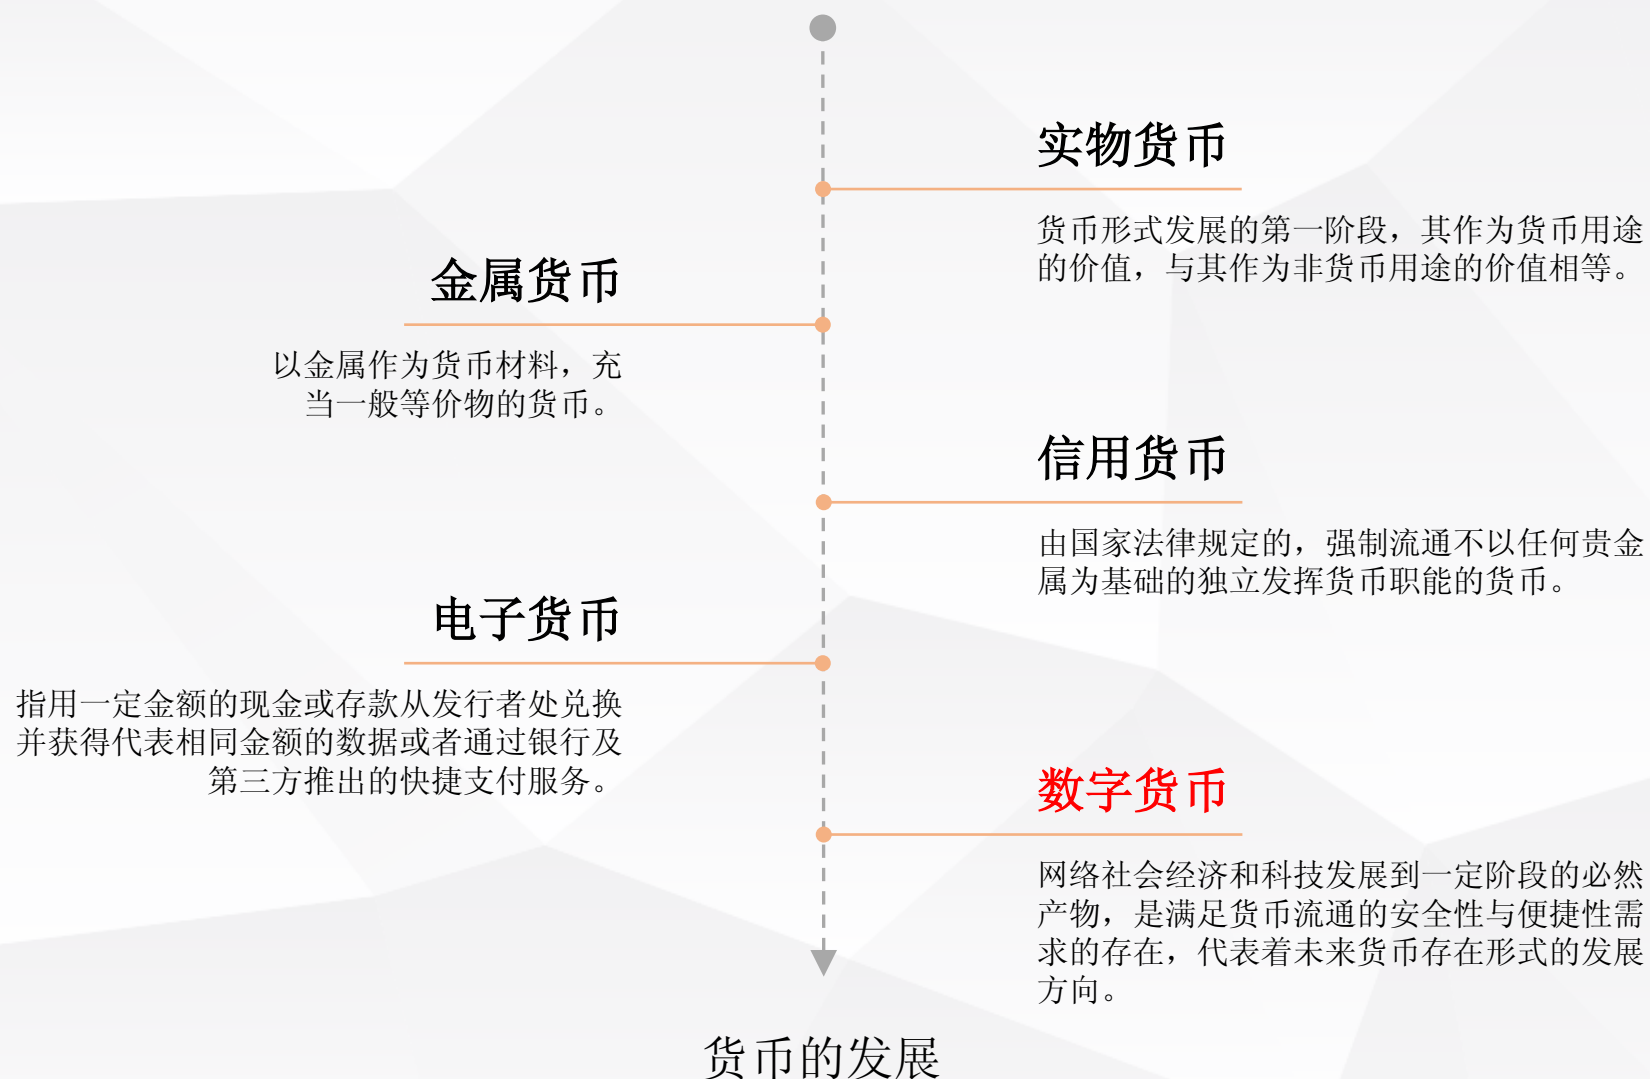 实物货币
货币形式发展的第一阶段，其作为货币用途
的价值，与其作为非货币用途的价值相等。
金属货币
以金属作为货币材料，充
当一般等价物的货币。
信用货币
由国家法律规定的，强制流通不以任何贵金
属为基础的独立发挥货币职能的货币。
电子货币
指用一定金额的现金或存款从发行者处兑换
并获得代表相同金额的数据或者通过银行及
第三方推出的快捷支付服务。
数字货币
网络社会经济和科技发展到一定阶段的必然
产物，是满足货币流通的安全性与便捷性需
求的存在，代表着未来货币存在形式的发展
方向。
货币的发展